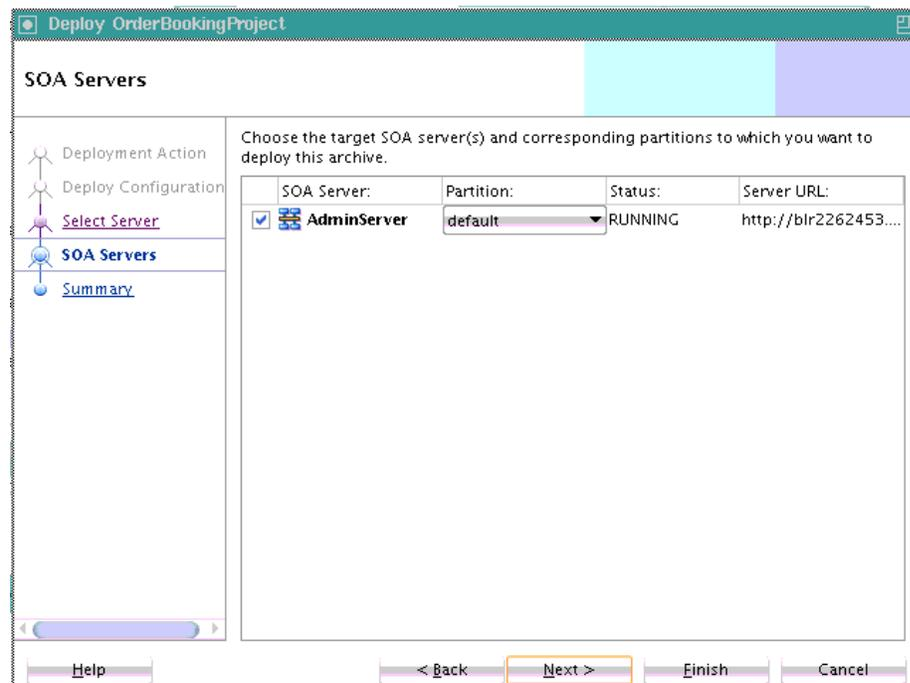 Deploy OrderBookingProject
SOA Servers
Deployment Action
Deploy Configuration
Select Server
SOA Servers
Summary
Choose the target SOA server(s) and corresponding partitions to which you want to
deploy this archive.
SOA Server: Partition: Status: Server URL:
AdminServer default RUNNING http://blr2262453....
Help < Back Next > Finish Cancel